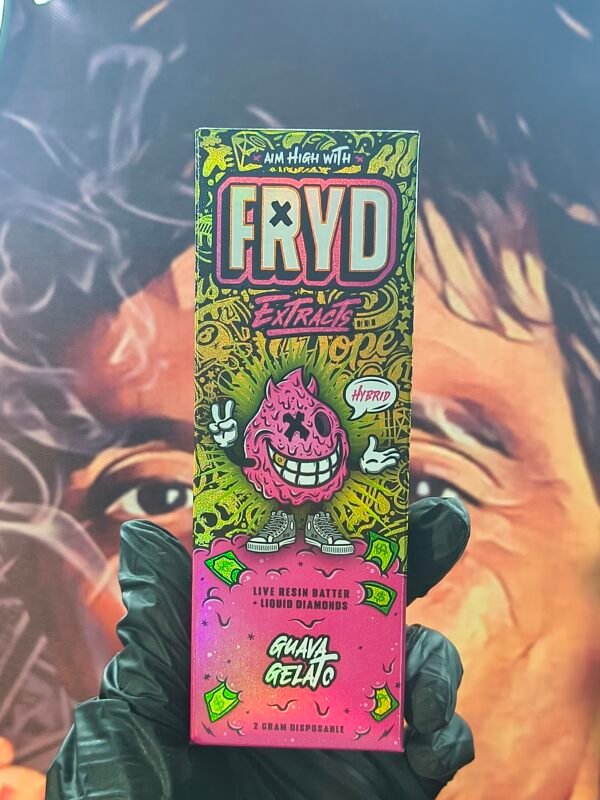 AIM HIGH WITH
FRYD
EXTRACTS
HYBRID
LIVE RESIN BATTER
+ LIQUID DIAMONDS
GUAVA
GELATO
2 GRAM DISPOSABLE